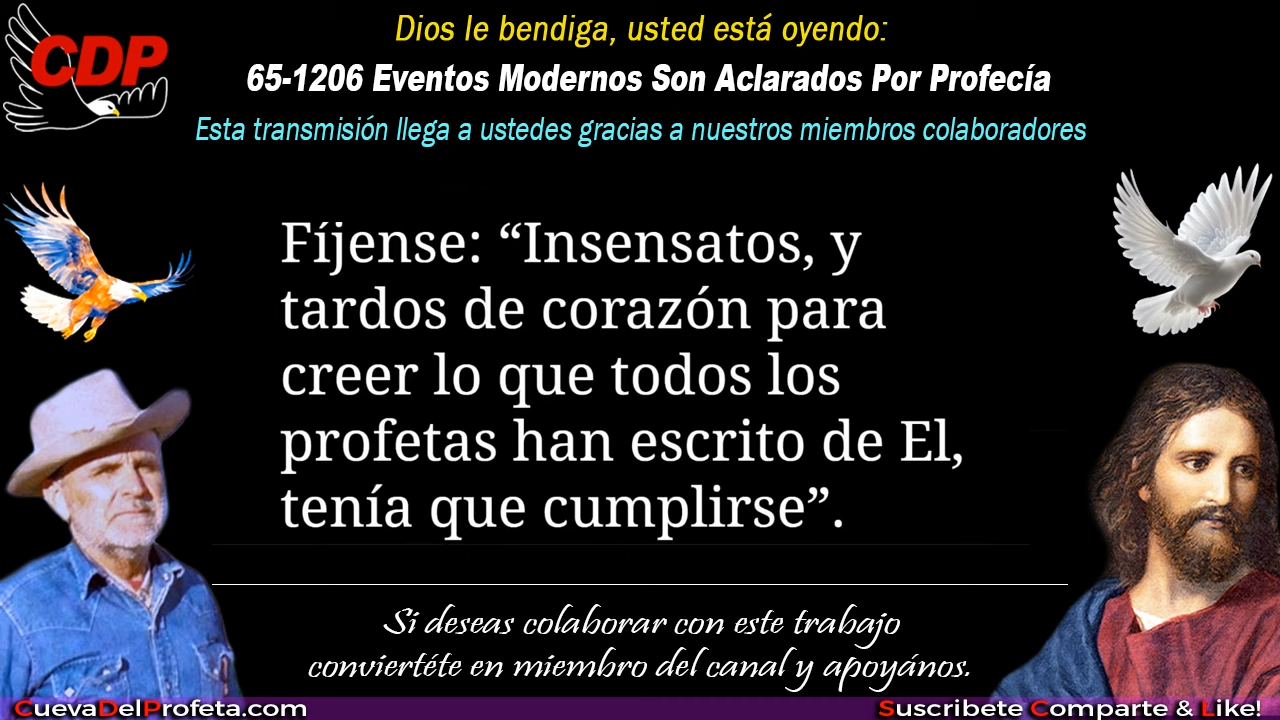 CDP
Dios le bendiga, usted está oyendo:
65-1206 Eventos Modernos Son Aclarados Por Profecía
Esta transmisión llega a ustedes gracias a nuestros miembros colaboradores
Fíjense: “Insensatos, y
tardos de corazón para
creer lo que todos los
profetas han escrito de El,
tenía que cumplirse”.
Si deseas colaborar con este trabajo
conviertéte en miembro del canal y apoyános.
CuevaDelProfeta.com
Suscribete Comparte & Like!